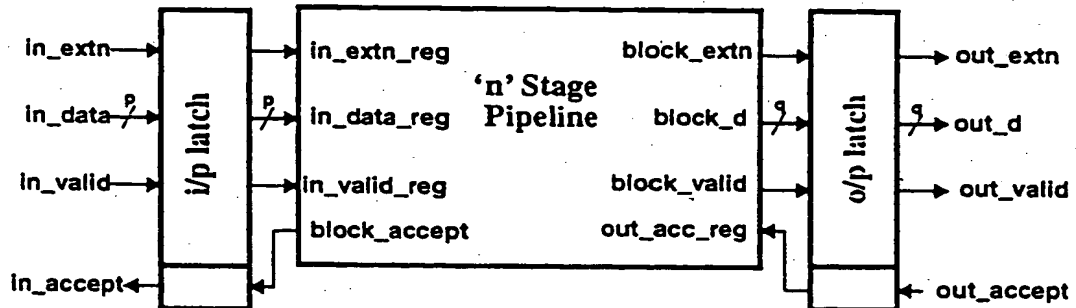 in_extn
in_extn_reg
block_extn
out_extn
'n' Stage
Pipeline
in_data
p
p
in_data_reg
block_d
q
q
out_d
i/p latch
o/p latch
in_valid
in_valid_reg
block_valid
out_valid
block_accept
out_acc_reg
in_accept
out_accept